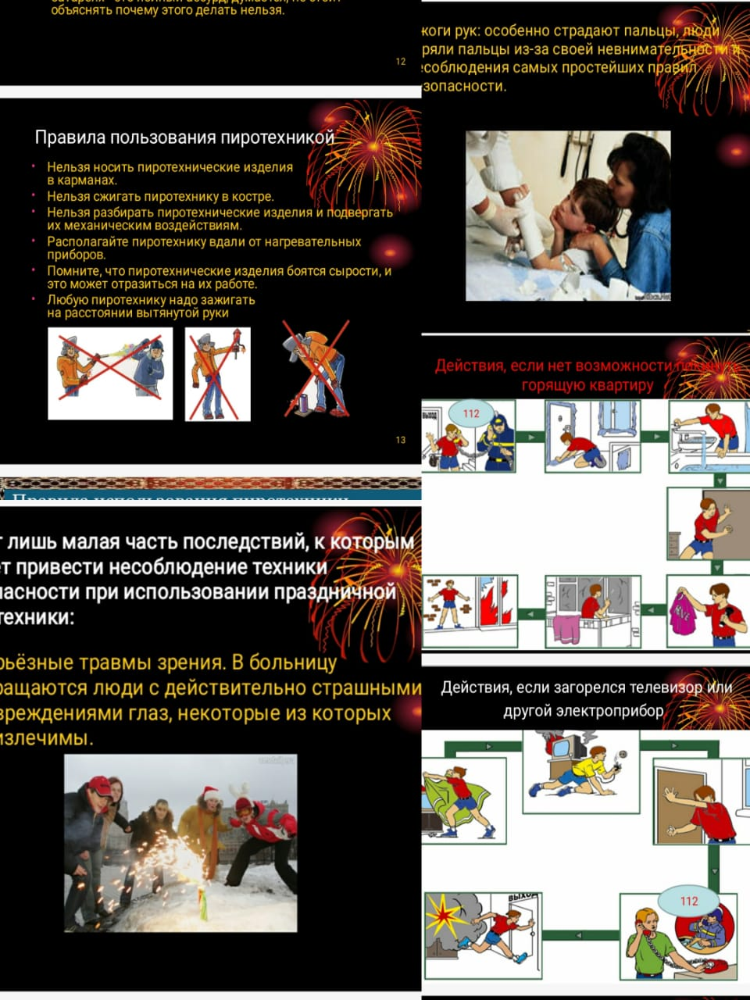 объяснять почему этого делать нельзя.
12
Правила пользования пиротехникой
Нельзя носить пиротехнические изделия
в карманах.
Нельзя сжигать пиротехнику в костре.
Нельзя разбирать пиротехнические изделия и подвергать
их механическим воздействиям.
Располагайте пиротехнику вдали от нагревательных
приборов.
Помните, что пиротехнические изделия боятся сырости, и
это может отразиться на их работе.
Любую пиротехнику надо зажигать
на расстоянии вытянутой руки
13
Правила использования пиротехники
т лишь малая часть последствий, к которым
ет привести несоблюдение техники
пасности при использовании праздничной
техники:
рьёзные травмы зрения. В больницу
ращаются люди с действительно страшными
вреждениями глаз, некоторые из которых
излечимы.
жоги рук: особенно страдают пальцы, люди
ряли пальцы из-за своей невнимательности и
есоблюдения самых простейших правил
зопасности.
Действия, если нет возможности покинуть
горящую квартиру
ВЫХОД
112
Действия, если загорелся телевизор или
другой электроприбор
ВЫХОД
112